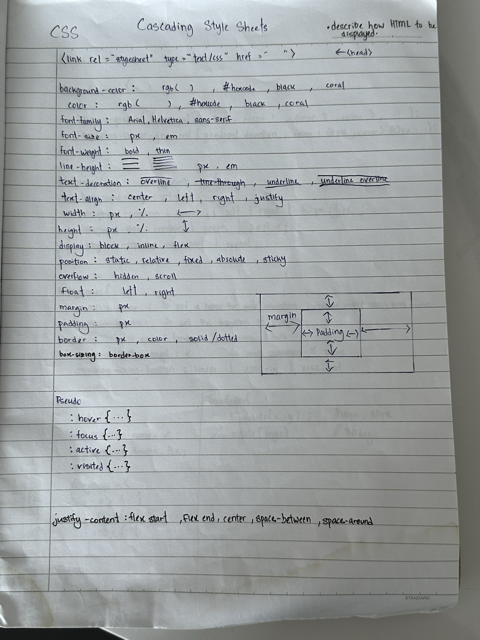 CSS
Cascading Style Sheets
• describe how HTML to be displayed.
<link rel = "stylesheet" type = "text/css" href = " ">
← <head>
background-color : rgb( ) , #hexcode , black , coral
color : rgb( ) , #hexcode , black , coral
font-family : Arial, Helvetica, sans-serif
font-size : px , em
font-weight : bold , thin
line-height : px , em
text-decoration : overline , line-through , underline , underline overline
text-align : center , left , right , justify
width : px , %. ↔
height : px , %. ↕
display : block , inline , flex
position : static , relative , fixed , absolute , sticky
overflow : hidden , scroll
float : left , right
margin : px
padding : px
border : px , color , solid / dotted
box-sizing : border-box
margin
Padding
Pseudo
: hover {...}
: focus {...}
: active {...}
: visited {...}
justify-content : flex start , flex end , center , space-between , space-around
STANDARD